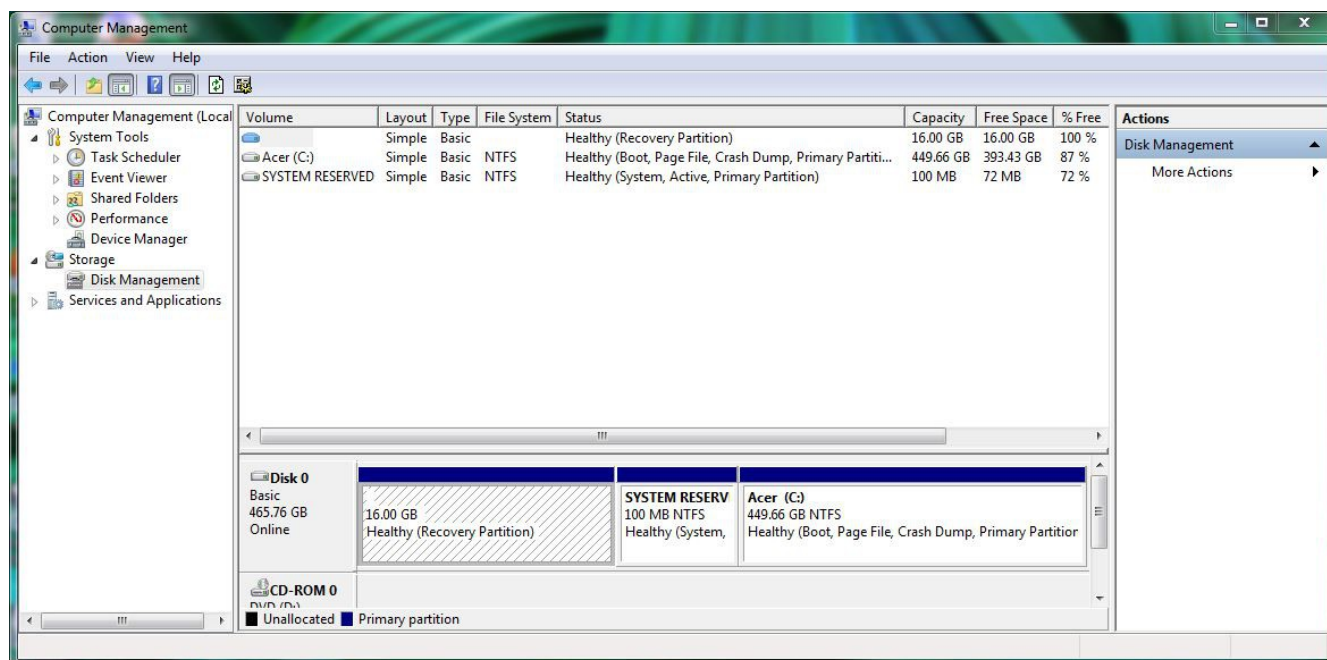 Computer Management
File Action View Help
Computer Management (Local
System Tools
Task Scheduler
Event Viewer
Shared Folders
Performance
Device Manager
Storage
Disk Management
Services and Applications
Volume Layout Type File System Status Capacity Free Space % Free
Simple Basic Healthy (Recovery Partition) 16.00 GB 16.00 GB 100 %
Acer (C:) Simple Basic NTFS Healthy (Boot, Page File, Crash Dump, Primary Partiti... 449.66 GB 393.43 GB 87 %
SYSTEM RESERVED Simple Basic NTFS Healthy (System, Active, Primary Partition) 100 MB 72 MB 72 %
Disk 0
Basic
465.76 GB
Online
16.00 GB
Healthy (Recovery Partition)
SYSTEM RESERV
100 MB NTFS
Healthy (System,
Acer (C:)
449.66 GB NTFS
Healthy (Boot, Page File, Crash Dump, Primary Partition
CD-ROM 0
DVD (D:)
Unallocated Primary partition
Actions
Disk Management
More Actions